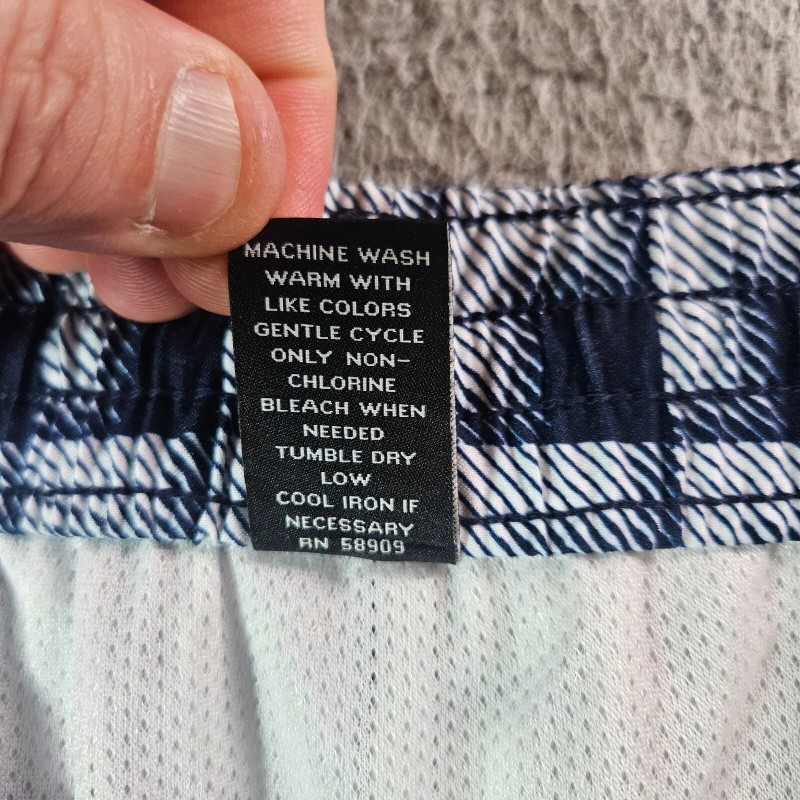 MACHINE WASH
WARM WITH
LIKE COLORS
GENTLE CYCLE
ONLY NON-
CHLORINE
BLEACH WHEN
NEEDED
TUMBLE DRY
LOW
COOL IRON IF
NECESSARY
RN 58909